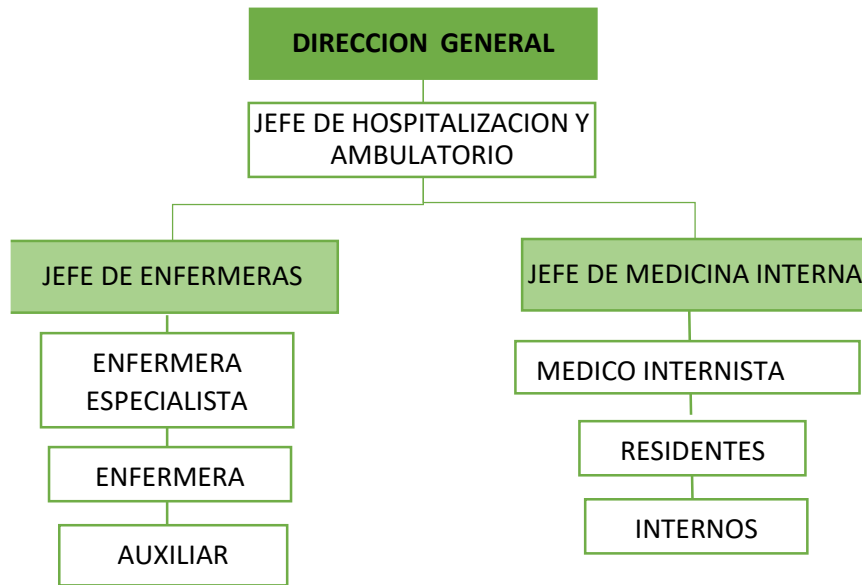 DIRECCION GENERAL
JEFE DE HOSPITALIZACION Y
AMBULATORIO
JEFE DE ENFERMERAS
JEFE DE MEDICINA INTERNA
ENFERMERA
ESPECIALISTA
MEDICO INTERNISTA
ENFERMERA
RESIDENTES
AUXILIAR
INTERNOS